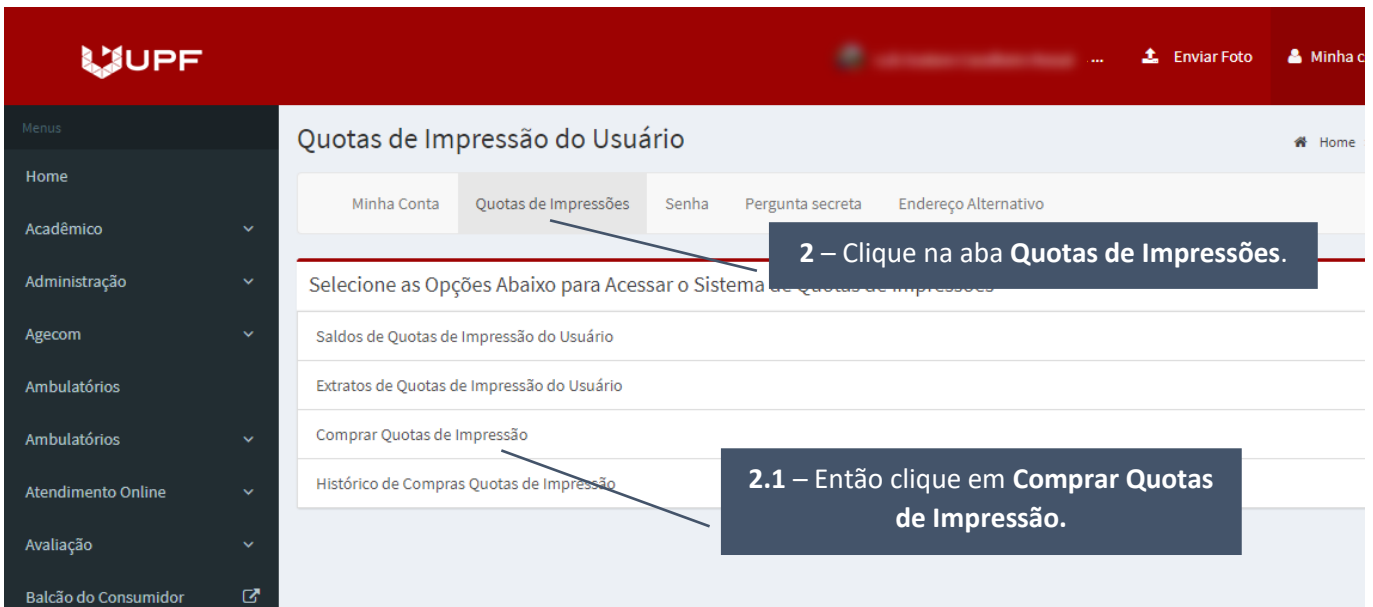 UPF
...
Enviar Foto
Minha c
Menus
Home
Acadêmico
Administração
Agecom
Ambulatórios
Ambulatórios
Atendimento Online
Avaliação
Balcão do Consumidor
Quotas de Impressão do Usuário
Home
Minha Conta Quotas de Impressões Senha Pergunta secreta Endereço Alternativo
2 – Clique na aba Quotas de Impressões.
Selecione as Opções Abaixo para Acessar o Sistema de Quotas de Impressões
Saldos de Quotas de Impressão do Usuário
Extratos de Quotas de Impressão do Usuário
Comprar Quotas de Impressão
Histórico de Compras Quotas de Impressão
2.1 – Então clique em Comprar Quotas
de Impressão.